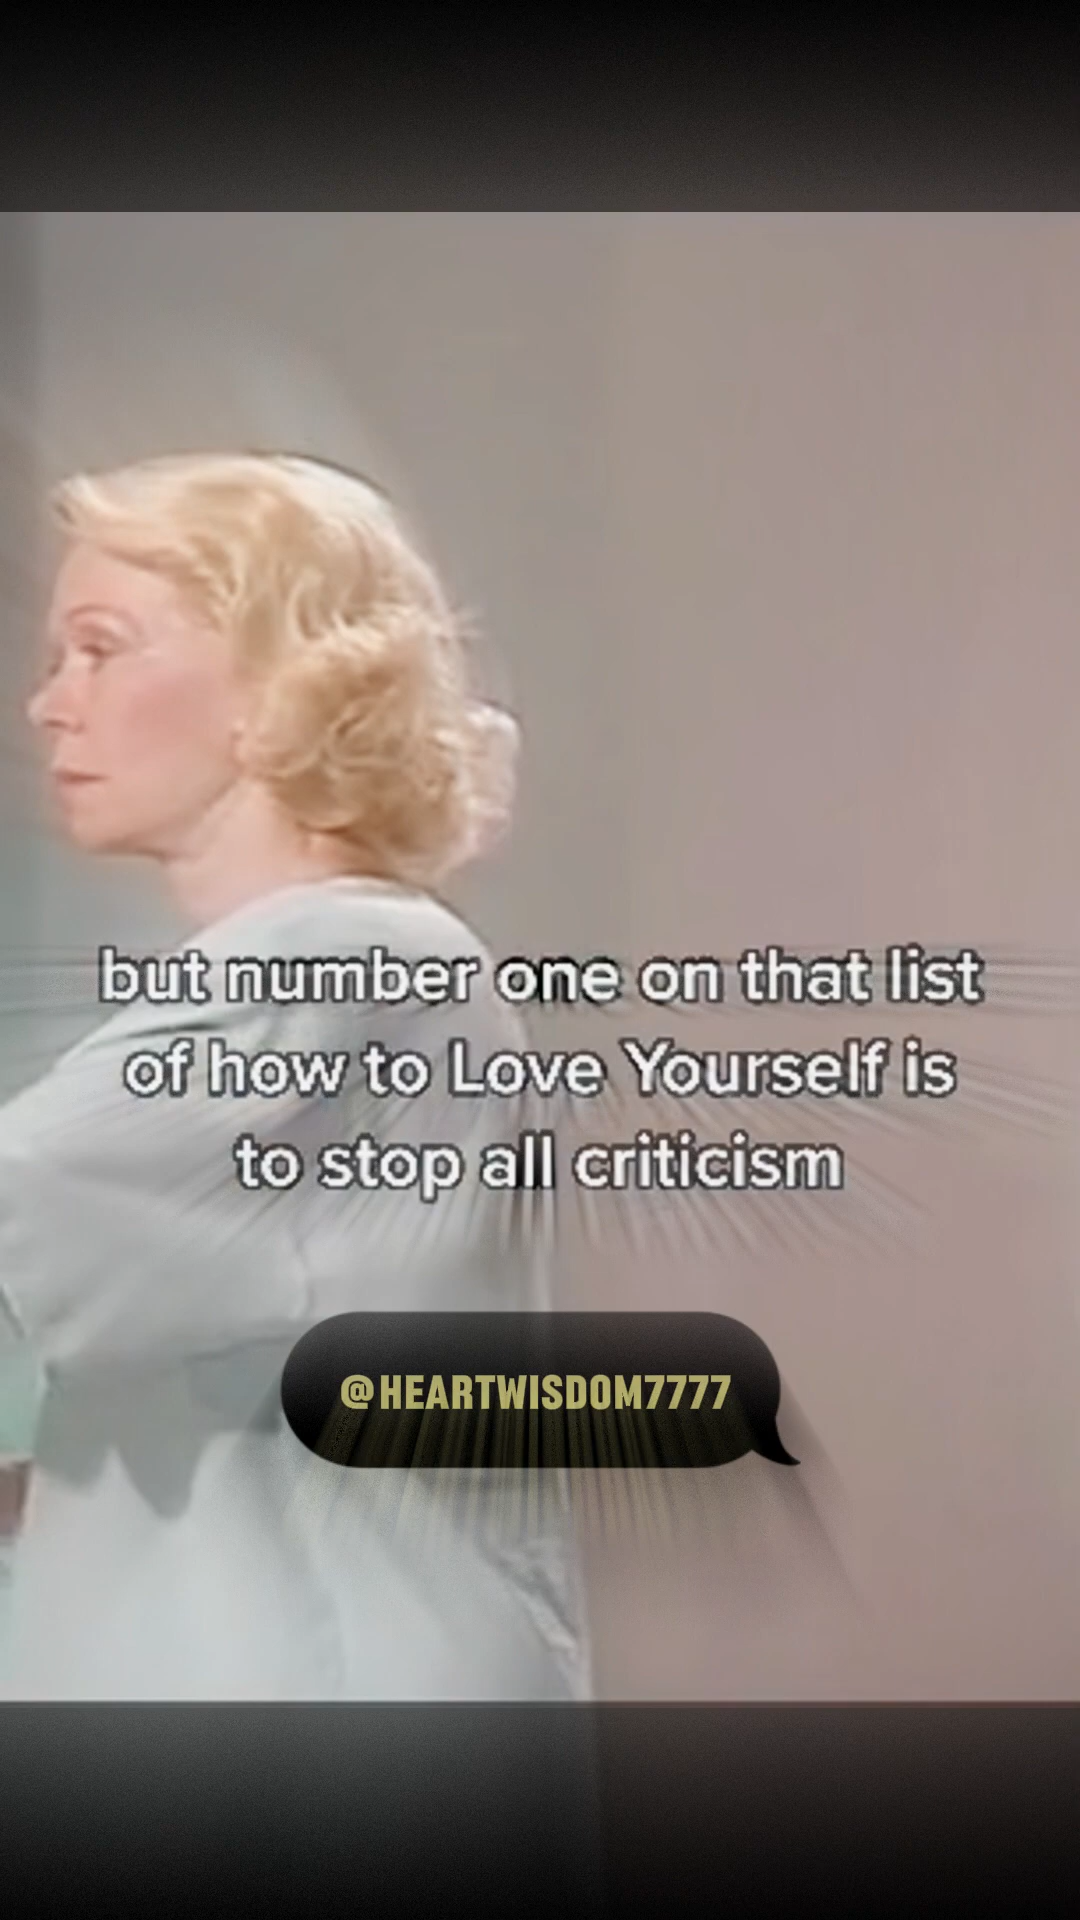 but number one on that list
of how to Love Yourself is
to stop all criticism
@HEARTWISDOM7777